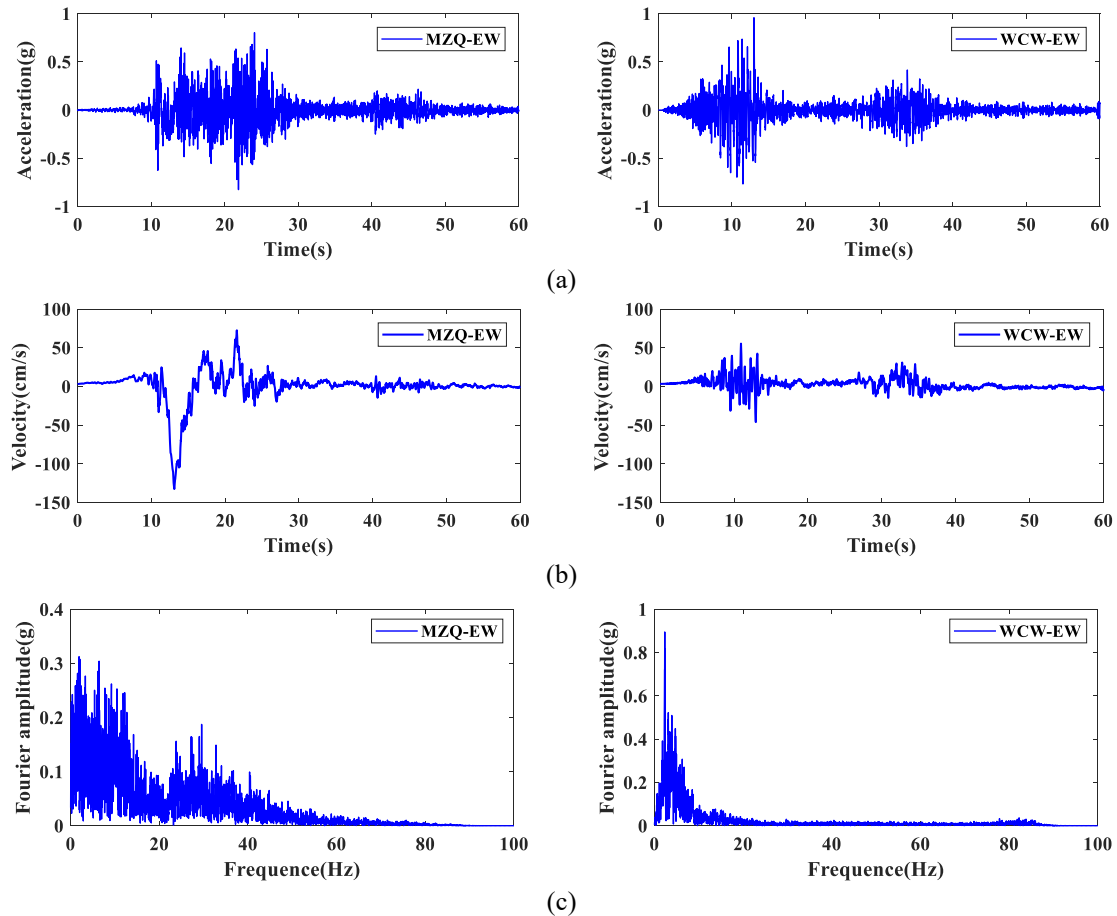 MZQ-EW
1
0.5
0
-0.5
-1
Acceleration(g)
0 10 20 30 40 50 60
Time(s)
WCW-EW
1
0.5
0
-0.5
-1
Acceleration(g)
0 10 20 30 40 50 60
Time(s)
(a)
MZQ-EW
100
50
0
-50
-100
-150
Velocity(cm/s)
0 10 20 30 40 50 60
Time(s)
WCW-EW
100
50
0
-50
-100
-150
Velocity(cm/s)
0 10 20 30 40 50 60
Time(s)
(b)
MZQ-EW
0.4
0.3
0.2
0.1
0
Fourier amplitude(g)
0 20 40 60 80 100
Frequence(Hz)
WCW-EW
1
0.8
0.6
0.4
0.2
0
Fourier amplitude(g)
0 20 40 60 80 100
Frequence(Hz)
(c)